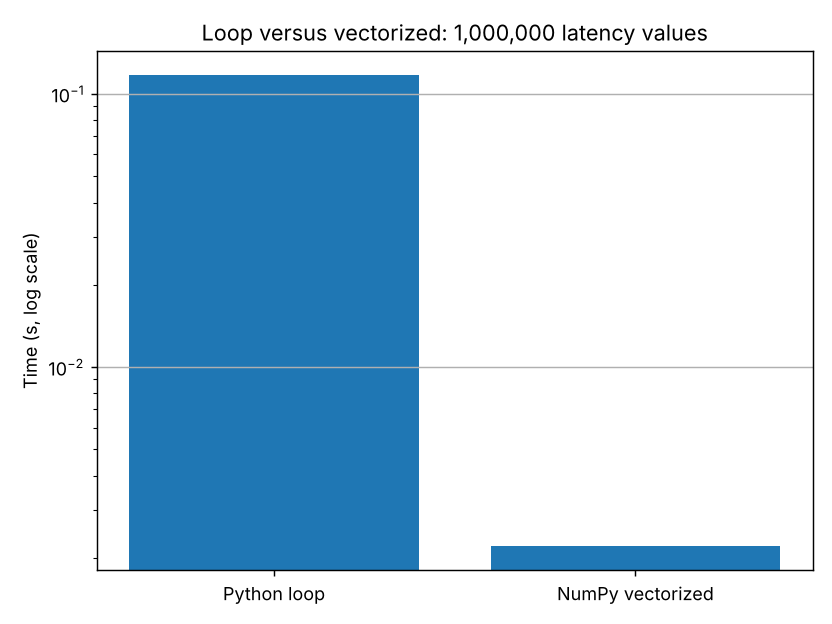 Loop versus vectorized: 1,000,000 latency values
Time (s, log scale)
10⁻¹
10⁻²
Python loop
NumPy vectorized